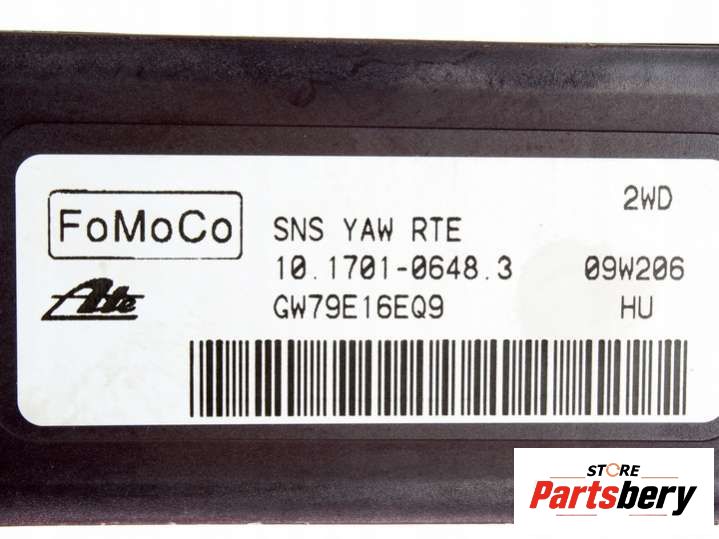 2WD
FoMoCo
SNS YAW RTE
10.1701-0648.3 09W206
Ate
GW79E16EQ9 HU
STORE
Partsbery